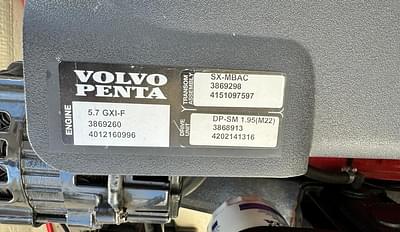 VOLVO
PENTA
ENGINE
5.7 GXI-F
3869260
4012160996
TRANSOM
ASSEMBLY
SX-MBAC
3869298
4151097597
DRIVE
UNIT
DP-SM 1.95(M22)
3868913
4202141316